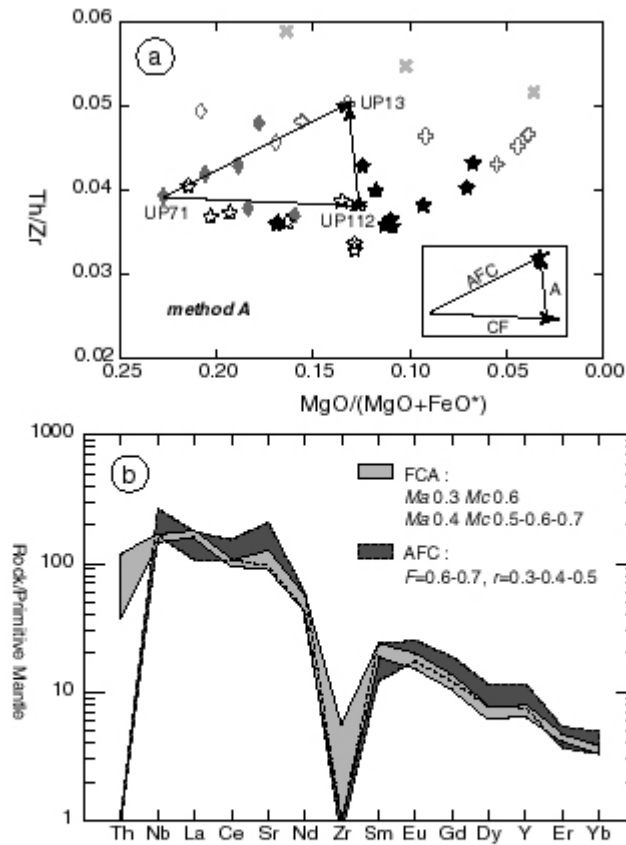 0.06
a
UP13
0.05
Th/Zr
0.04
UP71
UP112
0.03
AFC
A
method A
CF
0.02
0.25
0.20
0.15
0.10
0.05
0.00
MgO/(MgO+FeO*)
1000
b
FCA :
Ma 0.3 Mc 0.6
Ma 0.4 Mc 0.5-0.6-0.7
100
AFC :
F=0.6-0.7, r=0.3-0.4-0.5
Rock/Primitive Mantle
10
1
Th Nb La Ce Sr Nd Zr Sm Eu Gd Dy Y Er Yb